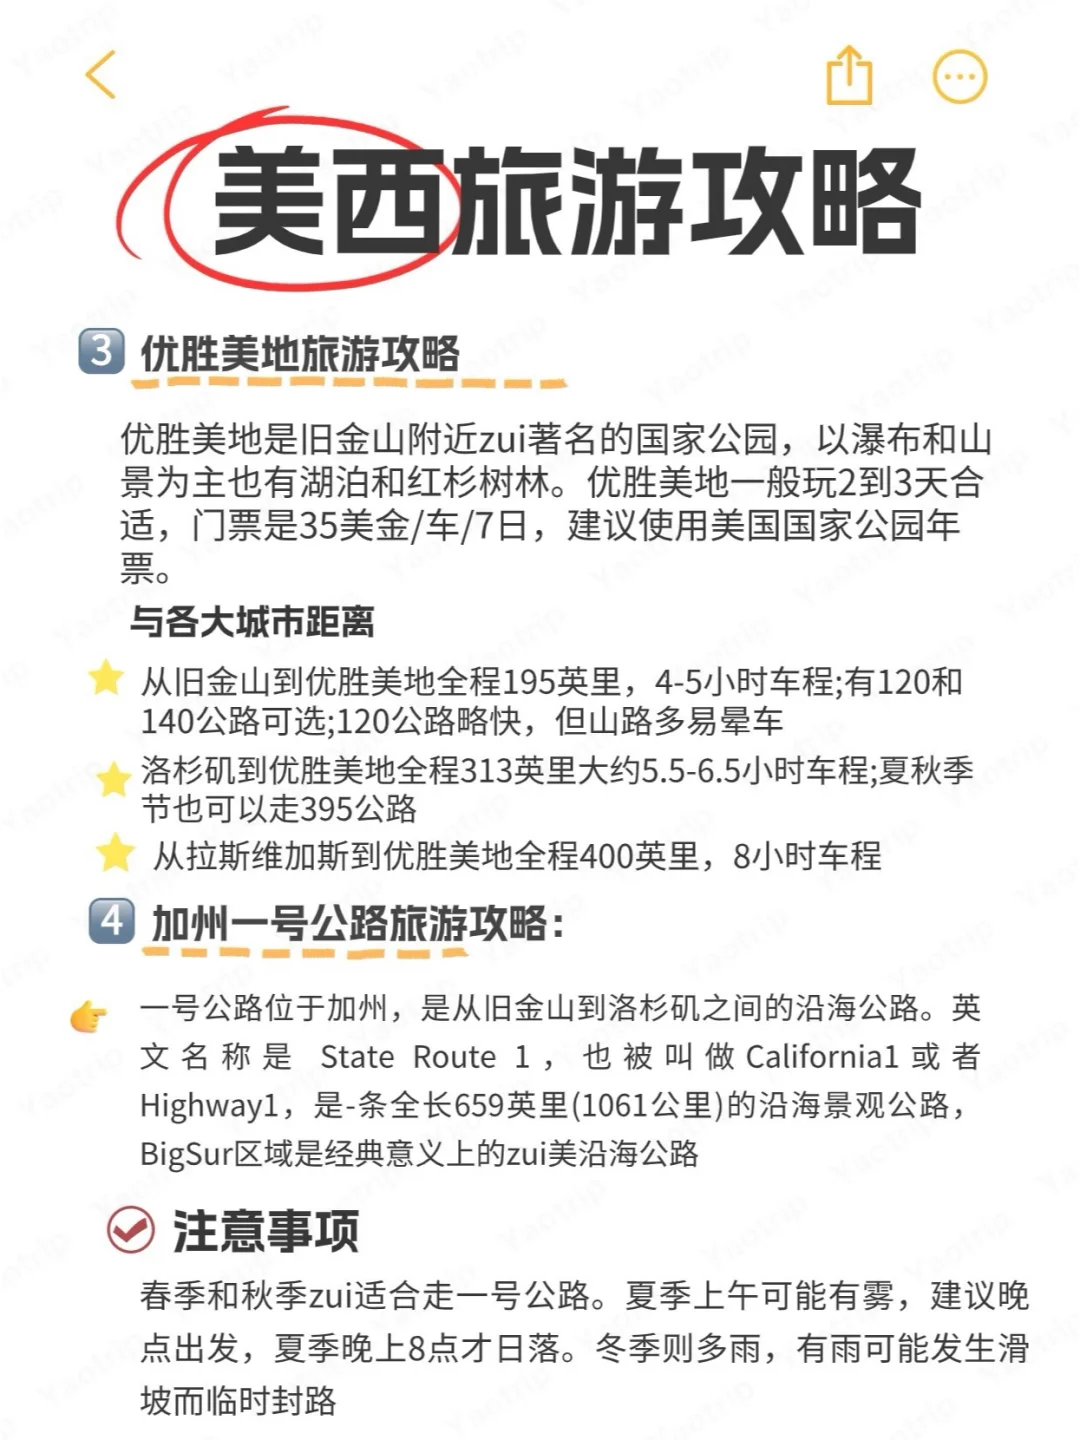 美西旅游攻略
3 优胜美地旅游攻略
优胜美地是旧金山附近zui著名的国家公园，以瀑布和山
景为主也有湖泊和红杉树林。优胜美地一般玩2到3天合
适，门票是35美金/车/7日，建议使用美国国家公园年
票。
与各大城市距离
从旧金山到优胜美地全程195英里，4-5小时车程;有120和
140公路可选;120公路略快，但山路多易晕车
洛杉矶到优胜美地全程313英里大约5.5-6.5小时车程;夏秋季
节也可以走395公路
从拉斯维加斯到优胜美地全程400英里，8小时车程
4 加州一号公路旅游攻略：
一号公路位于加州，是从旧金山到洛杉矶之间的沿海公路。英
文名称是 State Route 1，也被叫做California1或者
Highway1，是-条全长659英里(1061公里)的沿海景观公路，
BigSur区域是经典意义上的zui美沿海公路
注意事项
春季和秋季zui适合走一号公路。夏季上午可能有雾，建议晚
点出发，夏季晚上8点才日落。冬季则多雨，有雨可能发生滑
坡而临时封路
Yaotrip